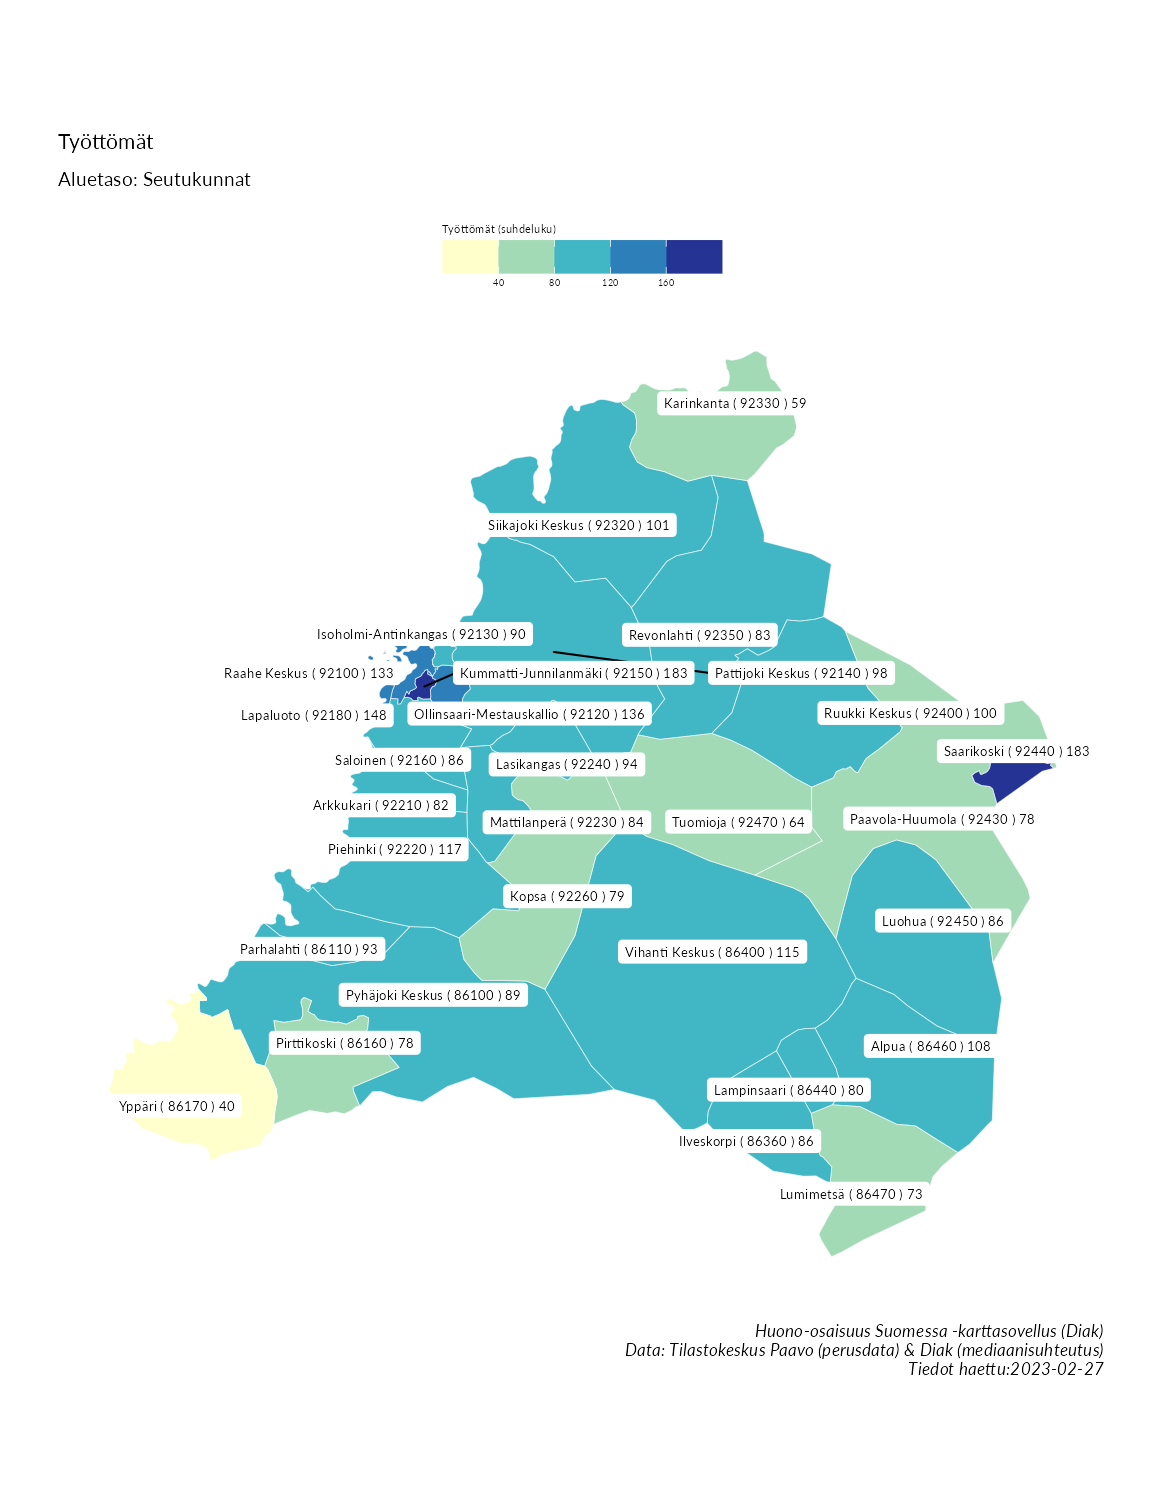 Työttömät
Aluetaso: Seutukunnat
Työttömät (suhdeluku)
40 80 120 160
Karinkanta ( 92330 ) 59
Siikajoki Keskus ( 92320 ) 101
Isoholmi-Antinkangas ( 92130 ) 90
Revonlahti ( 92350 ) 83
Raahe Keskus ( 92100 ) 133
Kummatti-Junnilanmäki ( 92150 ) 183
Pattijoki Keskus ( 92140 ) 98
Lapaluoto ( 92180 ) 148
Ollinsaari-Mestauskallio ( 92120 ) 136
Ruukki Keskus ( 92400 ) 100
Saarikoski ( 92440 ) 183
Saloinen ( 92160 ) 86
Lasikangas ( 92240 ) 94
Arkkukari ( 92210 ) 82
Mattilanperä ( 92230 ) 84
Tuomioja ( 92470 ) 64
Paavola-Huumola ( 92430 ) 78
Piehinki ( 92220 ) 117
Kopsa ( 92260 ) 79
Luohua ( 92450 ) 86
Parhalahti ( 86110 ) 93
Vihanti Keskus ( 86400 ) 115
Pyhäjoki Keskus ( 86100 ) 89
Pirttikoski ( 86160 ) 78
Alpua ( 86460 ) 108
Lampinsaari ( 86440 ) 80
Yppäri ( 86170 ) 40
Ilveskorpi ( 86360 ) 86
Lumimetsä ( 86470 ) 73
Huono-osaisuus Suomessa -karttasovellus (Diak)
Data: Tilastokeskus Paavo (perusdata) & Diak (mediaanisuhteutus)
Tiedot haettu:2023-02-27